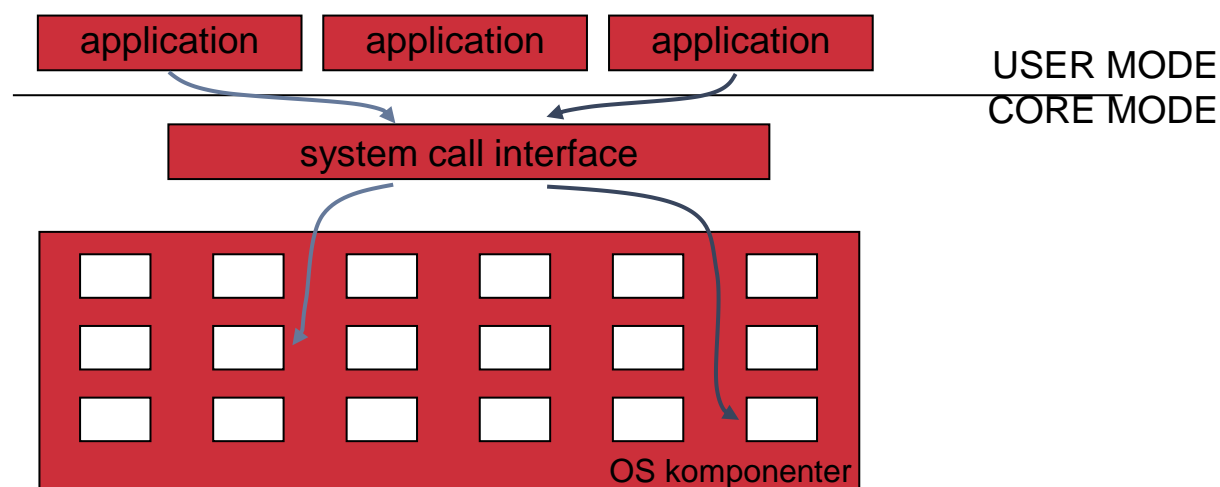 application application application
USER MODE
CORE MODE
system call interface
OS komponenter